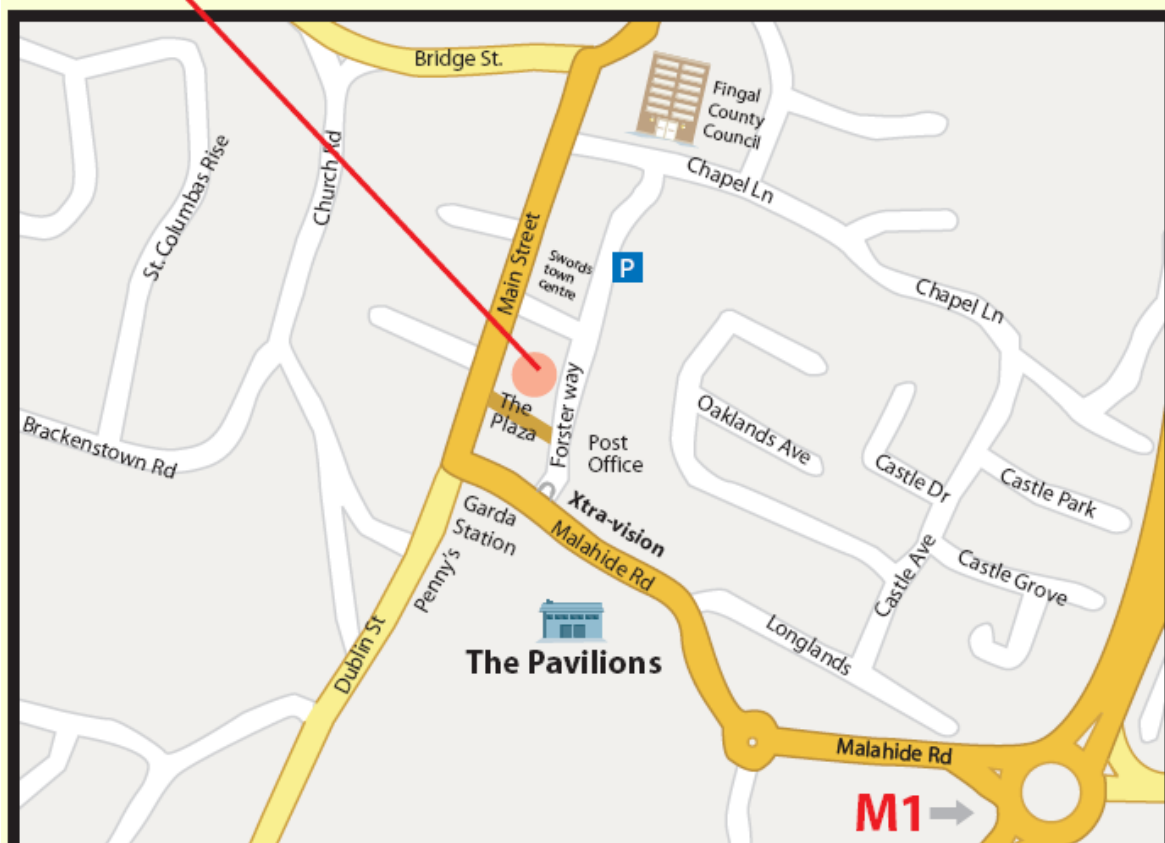 Bridge St.
Fingal
County
Council
Chapel Ln
St. Columbas Rise
Church Rd
Main Street
Swofds
town
centre
P
Chapel Ln
The
Plaza
Forster way
Post
Office
Oaklands Ave
Castle Dr
Castle Park
Brackenstown Rd
Garda
Station
Xtra-vision
Malahide Rd
Penny's
Castle Ave
Castle Grove
Longlands
The Pavilions
Dublin St
Malahide Rd
M1